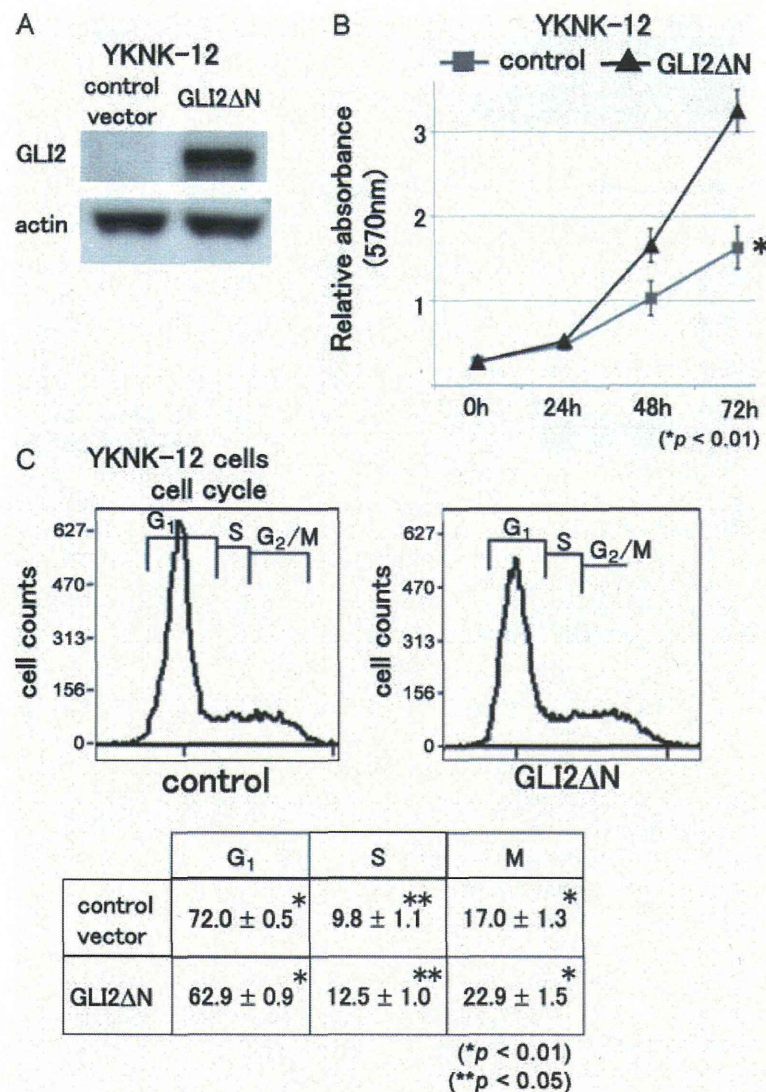 A
YKNK-12
control vector
GLI2ΔN
GLI2
actin
B
YKNK-12
control
GLI2ΔN
Relative absorbance
(570nm)
3
2
1
0h 24h 48h 72h
*
(*p < 0.01)
C
YKNK-12 cells
cell cycle
cell counts
627
470
313
156
0
G₁
S
G₂/M
control
cell counts
627
470
313
156
0
G₁
S
G₂/M
GLI2ΔN
G₁ S M
control vector 72.0 ± 0.5* 9.8 ± 1.1** 17.0 ± 1.3*
GLI2ΔN 62.9 ± 0.9* 12.5 ± 1.0** 22.9 ± 1.5*
(*p < 0.01)
(**p < 0.05)